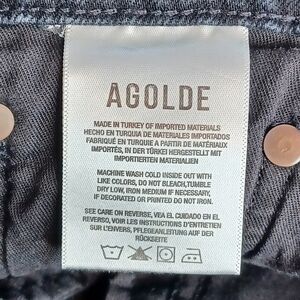 AGOLDE
MADE IN TURKEY OF IMPORTED MATERIALS
HECHO EN TURQUIA DE MATERIALES IMPORTADOS
FABRIQUÉ EN TURQUIE A PARTIR DE MATÉRIAUX
IMPORTÉS, IN DER TÜRKEI HERGESTELLT MIT
IMPORTIERTEN MATERIALIEN
MACHINE WASH COLD INSIDE OUT WITH
LIKE COLORS, DO NOT BLEACH,TUMBLE
DRY LOW, IRON MEDIUM IF NECESSARY,
IF DECORATED OR PRINTED DO NOT IRON.
SEE CARE ON REVERSE, VEA EL CUIDADO EN EL
REVERSO, VOIR LES INSTRUCTIONS D'ENTRETIEN
SUR L'ENVERS, PFLEGEANLEITUNG AUF DER
RÜCKSEITE